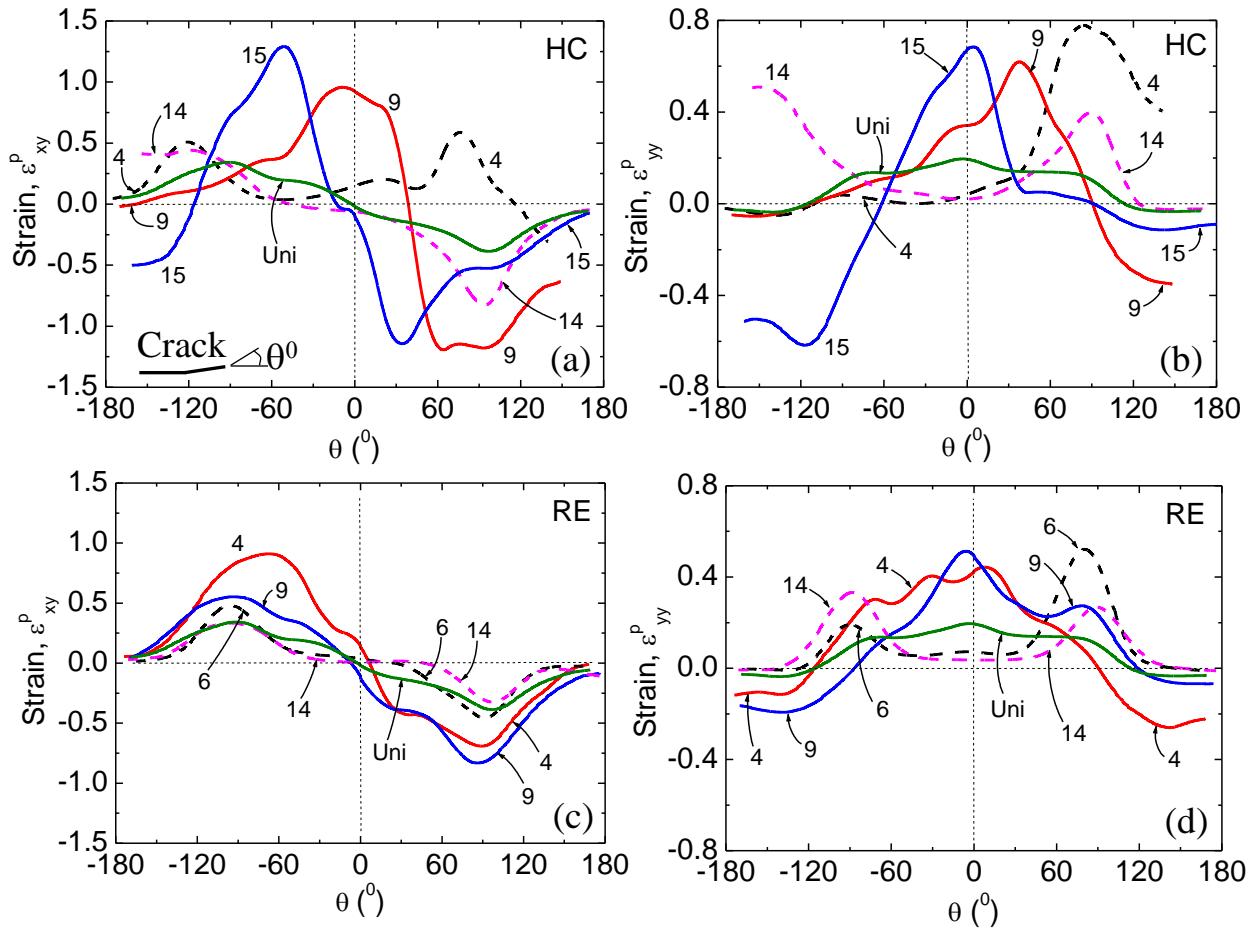 1.5
1.0
0.5
0.0
-0.5
-1.0
-1.5
Strain, ε^p_xy
HC
15
9
14
4
4
9
15
Uni
15
14
9
Crack
θ⁰
(a)
-180 -120 -60 0 60 120 180
θ (⁰)
0.8
0.4
0.0
-0.4
-0.8
Strain, ε^p_yy
HC
15
9
14
4
Uni
14
4
15
15
9
(b)
-180 -120 -60 0 60 120 180
θ (⁰)
1.5
1.0
0.5
0.0
-0.5
-1.0
-1.5
Strain, ε^p_xy
RE
4
9
6
14
6
14
Uni
4
9
(c)
-180 -120 -60 0 60 120 180
θ (⁰)
0.8
0.4
0.0
-0.4
-0.8
Strain, ε^p_yy
RE
6
4
9
14
6
Uni
14
4
9
4
(d)
-180 -120 -60 0 60 120 180
θ (⁰)